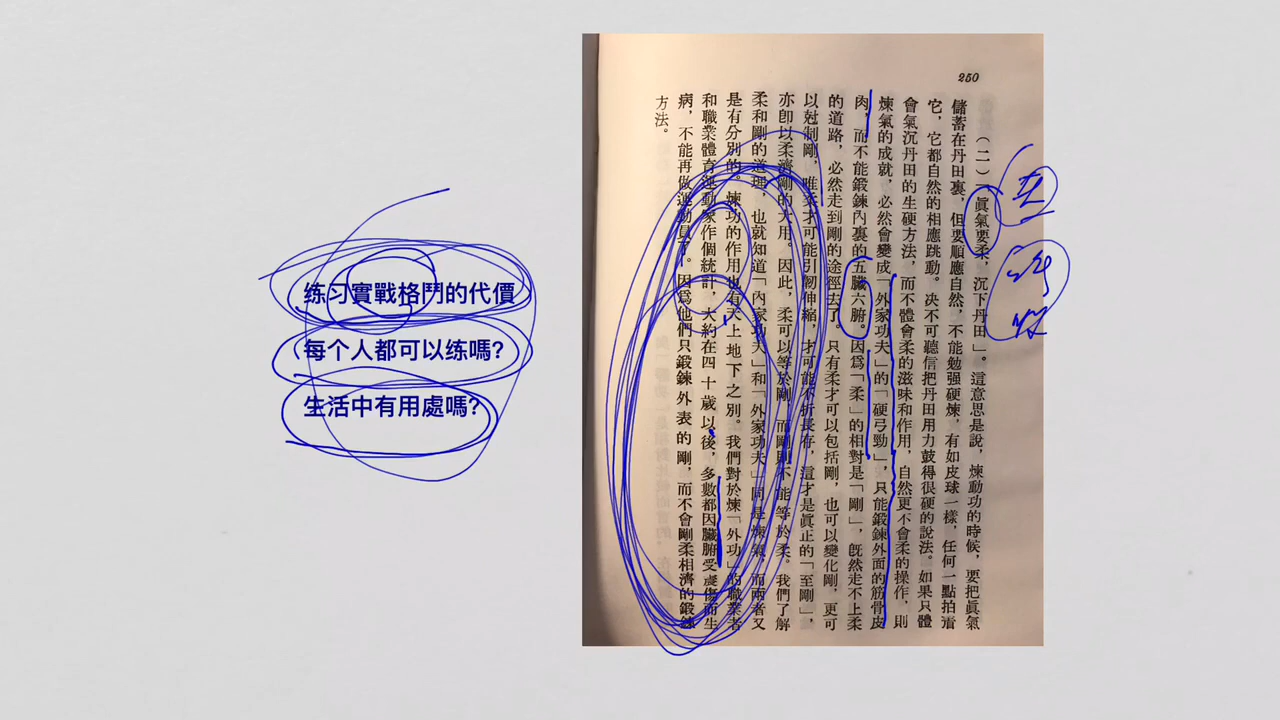 练习實戰格鬥的代價
（每个人都可以练嗎？
生活中有用處嗎？
250
（二）「眞氣要柔，沉下丹田」。這意思是說，煉動功的時候，要把眞氣
儲蓄在丹田裏，但要順應自然，不能勉强硬煉，有如皮球一樣，任何一點拍着
它，它都自然的相應跳動。决不可聽信把丹田用力鼓得很硬的說法。如果只體
會氣沉丹田的生硬方法，而不體會柔的滋味和作用，自然更不會柔的操作，則
煉氣的成就，必然會變成「外家功夫」的「硬弓勁」，只能鍛鍊外面的筋骨皮
肉，而不能鍛鍊內裏的五臟六腑。因爲「柔」的相對是「剛」，旣然走不上柔
的道路，必然走到剛的途徑去了。只有柔才可以包括剛，也可以變化剛，更可
以尅制剛，唯柔才可能引韌伸縮，才可能不折長存，這才是眞正的「至剛」，
亦卽以柔濟剛的大用。因此，柔可以等於剛，而剛則不能等於柔。我們了解
柔和剛的道理，也就知道「內家功夫」和「外家功夫」同是煉氣，而兩者又
是有分別的。煉功的作用也有天上地下之別。我們對於煉「外功」的職業者
和職業體育運動家作個統計，大約在四十歲以後，多數都因臟腑受虛傷而生
病，不能再做運動員了。因爲他們只鍛鍊外表的剛，而不會剛柔相濟的鍛鍊
方法。